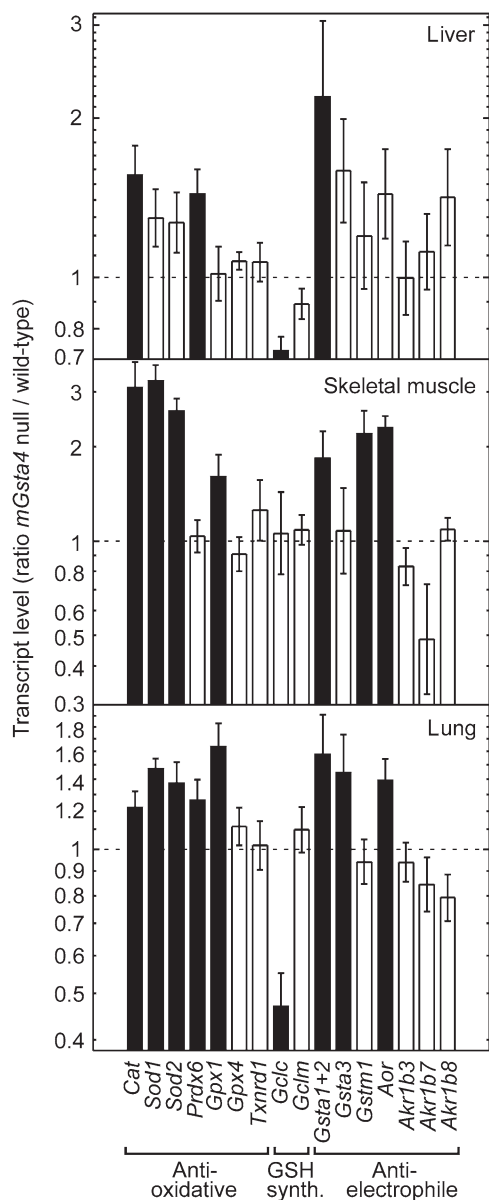 Transcript level (ratio mGsta4 null / wild-type)
Liver
3
2
1
0.8
0.7
Skeletal muscle
3
2
1
0.8
0.6
0.5
0.4
0.3
Lung
1.8
1.6
1.4
1.2
1
0.9
0.8
0.7
0.6
0.5
0.4
Cat
Sod1
Sod2
Prdx6
Gpx1
Gpx4
Txnrd1
Gclc
Gclm
Gsta1+2
Gsta3
Gstm1
Aor
Akr1b3
Akr1b7
Akr1b8
Anti-
oxidative
GSH
synth.
Anti-
electrophile